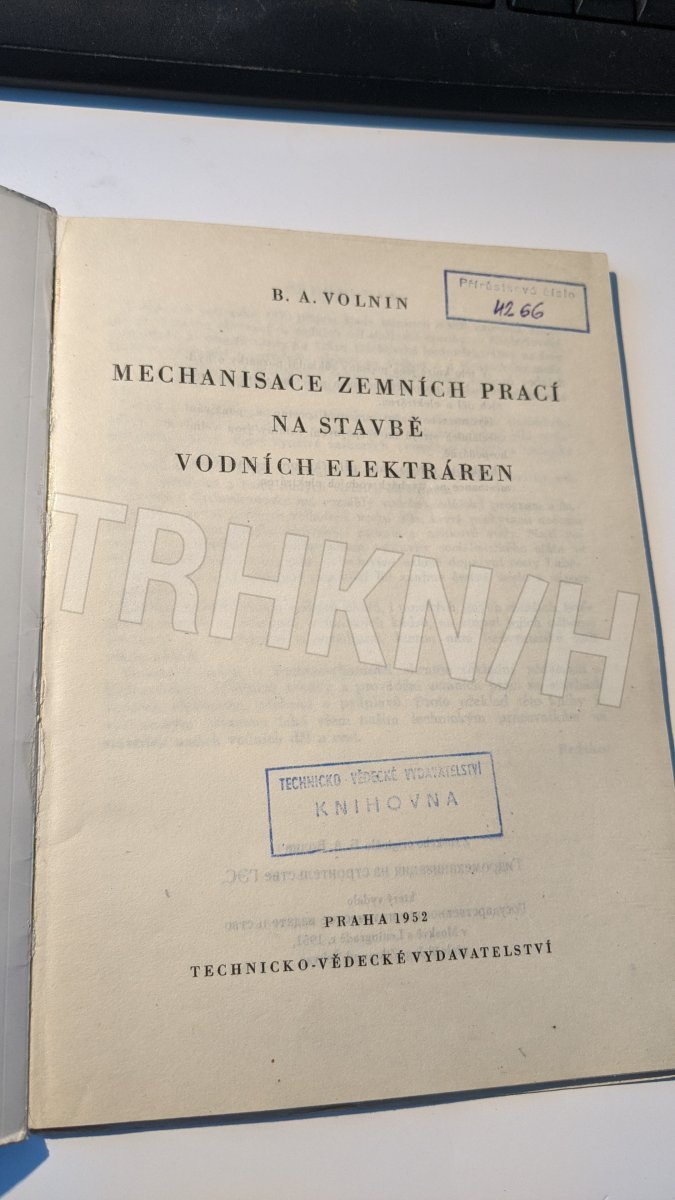 B. A. VOLNIN
Přírůstkové číslo
4266
MECHANISACE ZEMNÍCH PRACÍ
NA STAVBĚ
VODNÍCH ELEKTRÁREN
TRHKN/H
TECHNICKO VĚDECKÉ VYDAVATELSTVÍ
KNIHOVNA
PRAHA 1952
TECHNICKO-VĚDECKÉ VYDAVATELSTVÍ